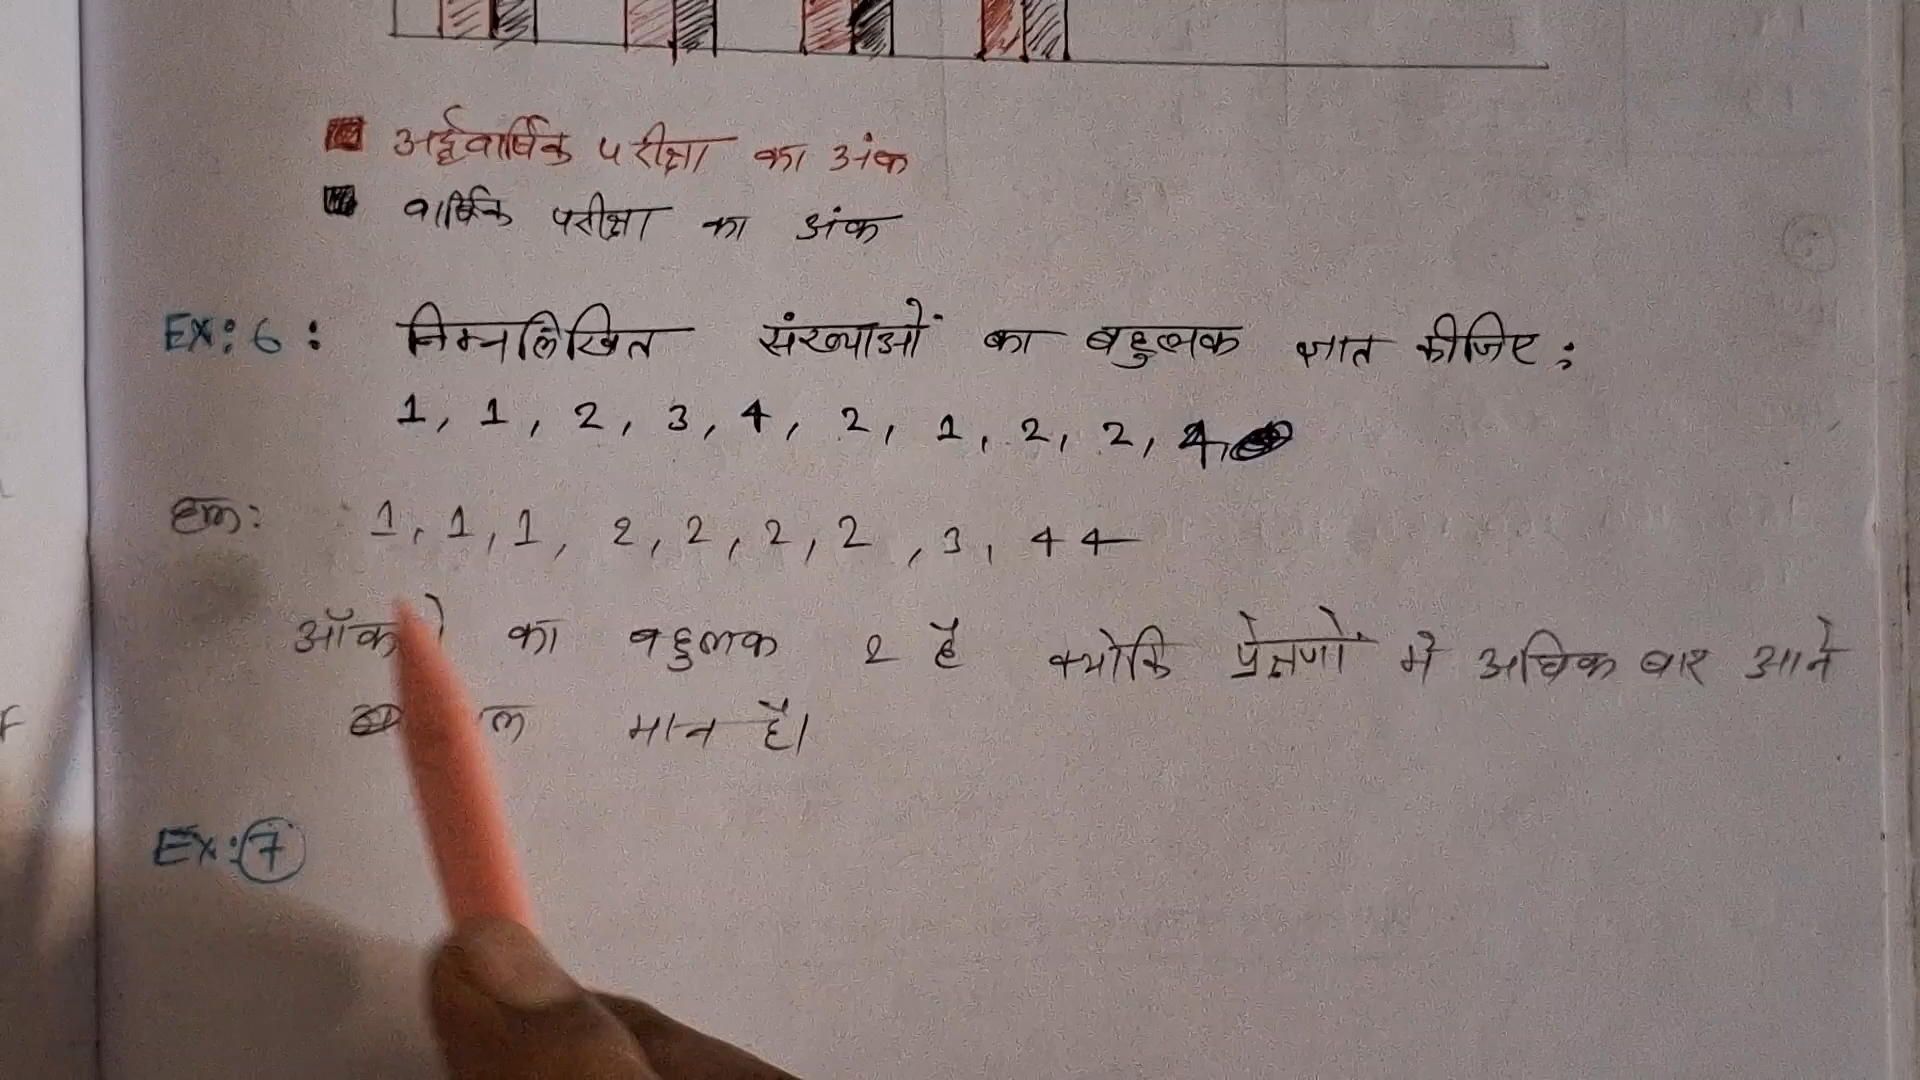 अर्द्धवार्षिक परीक्षा का अंक
वार्षिक परीक्षा का अंक
EX: 6 : निम्नलिखित संख्याओं का बहुलक ज्ञात कीजिए :
1, 1, 2, 3, 4, 2, 1, 2, 2, 4
हल: 1, 1, 1, 2, 2, 2, 2, 3, 4 4
का बहुलक 2 है क्योकि प्रेक्षणों मे अधिक बार आने
मान है।
Ex: 7